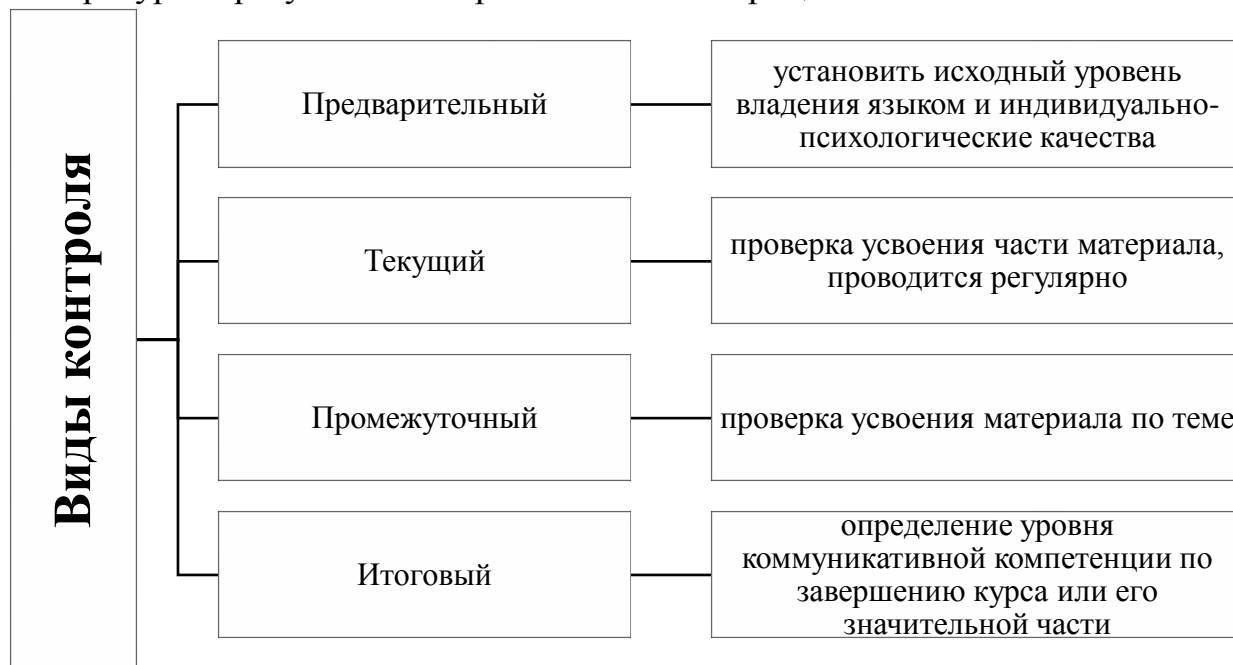 Виды контроля
Предварительный
установить исходный уровень
владения языком и индивидуально-
психологические качества
Текущий
проверка усвоения части материала,
проводится регулярно
Промежуточный
проверка усвоения материала по теме
Итоговый
определение уровня
коммуникативной компетенции по
завершению курса или его
значительной части